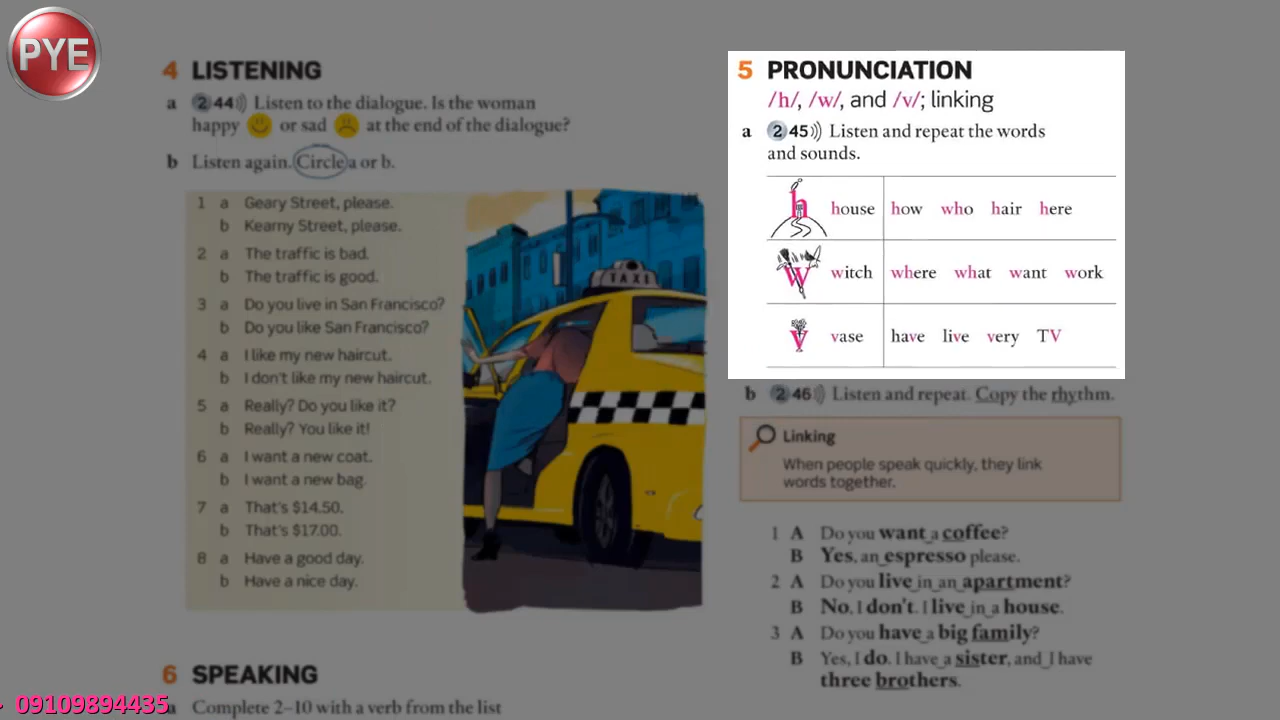 PYE
4 LISTENING
a 2 44 Listen to the dialogue. Is the woman
happy or sad at the end of the dialogue?
b Listen again. Circle a or b.
1 a Geary Street, please.
b Kearny Street, please.
2 a The traffic is bad.
b The traffic is good.
3 a Do you live in San Francisco?
b Do you like San Francisco?
4 a I like my new haircut.
b I don't like my new haircut.
5 a Really? Do you like it?
b Really? You like it!
6 a I want a new coat.
b I want a new bag.
7 a That's $14.50.
b That's $17.00.
8 a Have a good day.
b Have a nice day.
TAXI
6 SPEAKING
a Complete 2–10 with a verb from the list
09109894435
5 PRONUNCIATION
/h/, /w/, and /v/; linking
a 2 45 Listen and repeat the words
and sounds.
h house how who hair here
w witch where what want work
v vase have live very TV
b 2 46 Listen and repeat. Copy the rhythm.
Linking
When people speak quickly, they link
words together.
1 A Do you want a coffee?
B Yes, an espresso please.
2 A Do you live in an apartment?
B No, I don't. I live in a house.
3 A Do you have a big family?
B Yes, I do. I have a sister, and I have
three brothers.